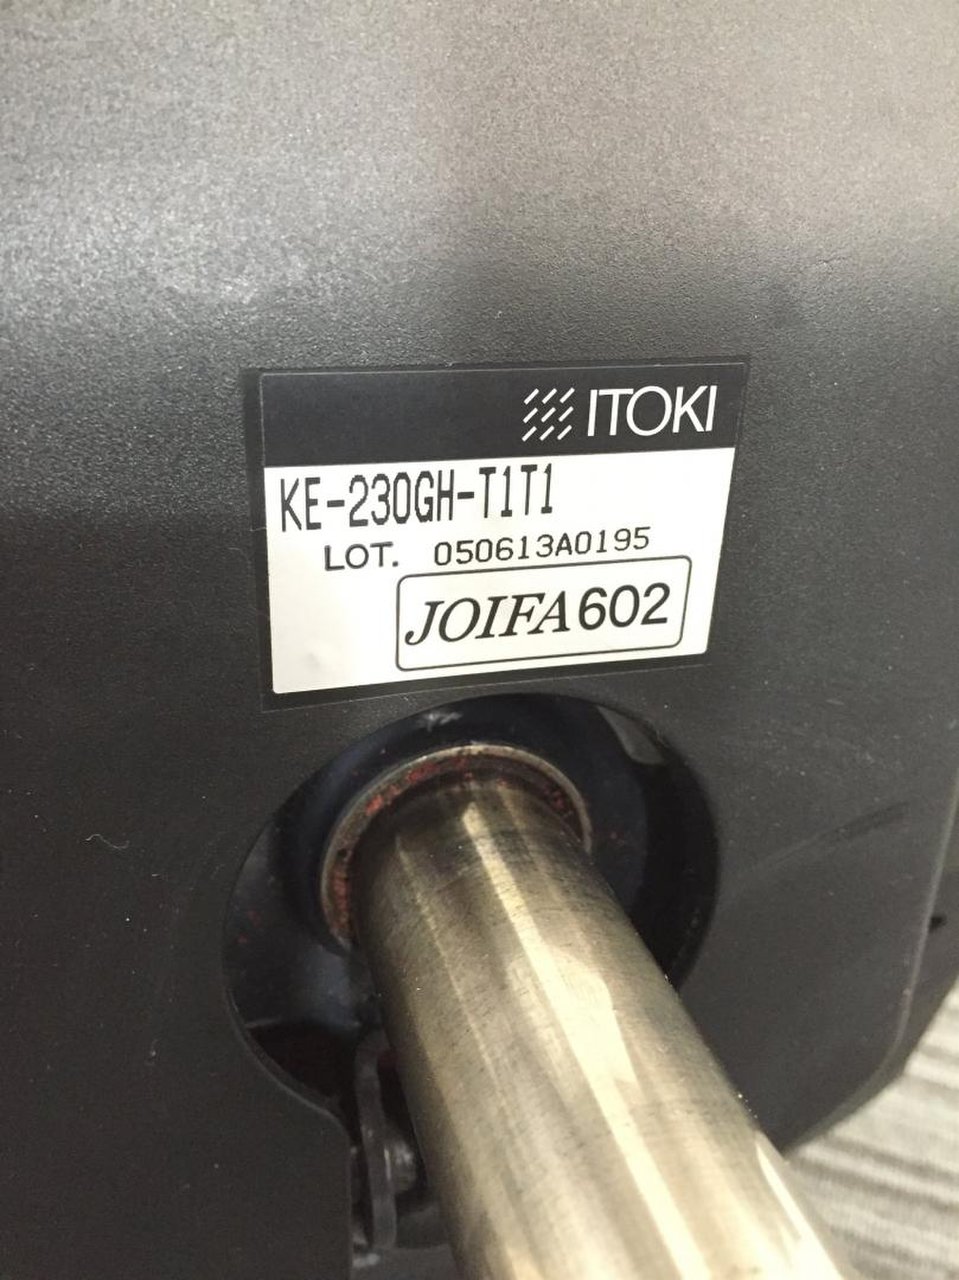 ITOKI
KE-230GH-T1T1
LOT. 050613A0195
JOIFA602